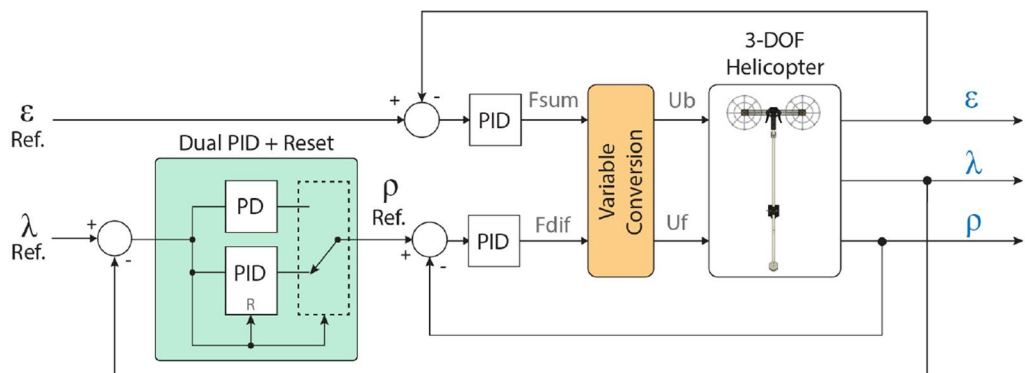 3-DOF
Helicopter
ε
Ref.
+
-
PID
Fsum
Variable
Conversion
Ub
ε
Dual PID + Reset
λ
Ref.
+
-
PD
PID
R
ρ
Ref.
+
-
PID
Fdif
Uf
λ
ρ